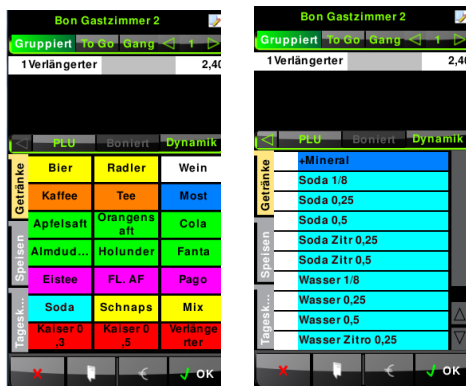 Bon Gastzimmer 2
Gruppiert To Go Gang 1
1 Verlängerter 2,40
PLU Boniert Dynamik
Getränke
Speisen
Tagesk...
Bier Radler Wein
Kaffee Tee Most
Apfelsaft Orangens aft Cola
Almdud... Holunder Fanta
Eistee FL. AF Pago
Soda Schnaps Mix
Kaiser 0 ,3 Kaiser 0 ,5 Verlänge rter
€ OK
Bon Gastzimmer 2
Gruppiert To Go Gang 1
1 Verlängerter 2,40
PLU Boniert Dynamik
Getränke
Speisen
Tagesk...
+Mineral
Soda 1/8
Soda 0,25
Soda 0,5
Soda Zitr 0,25
Soda Zitr 0,5
Wasser 1/8
Wasser 0,25
Wasser 0,5
Wasser Zitro 0,25
€ OK